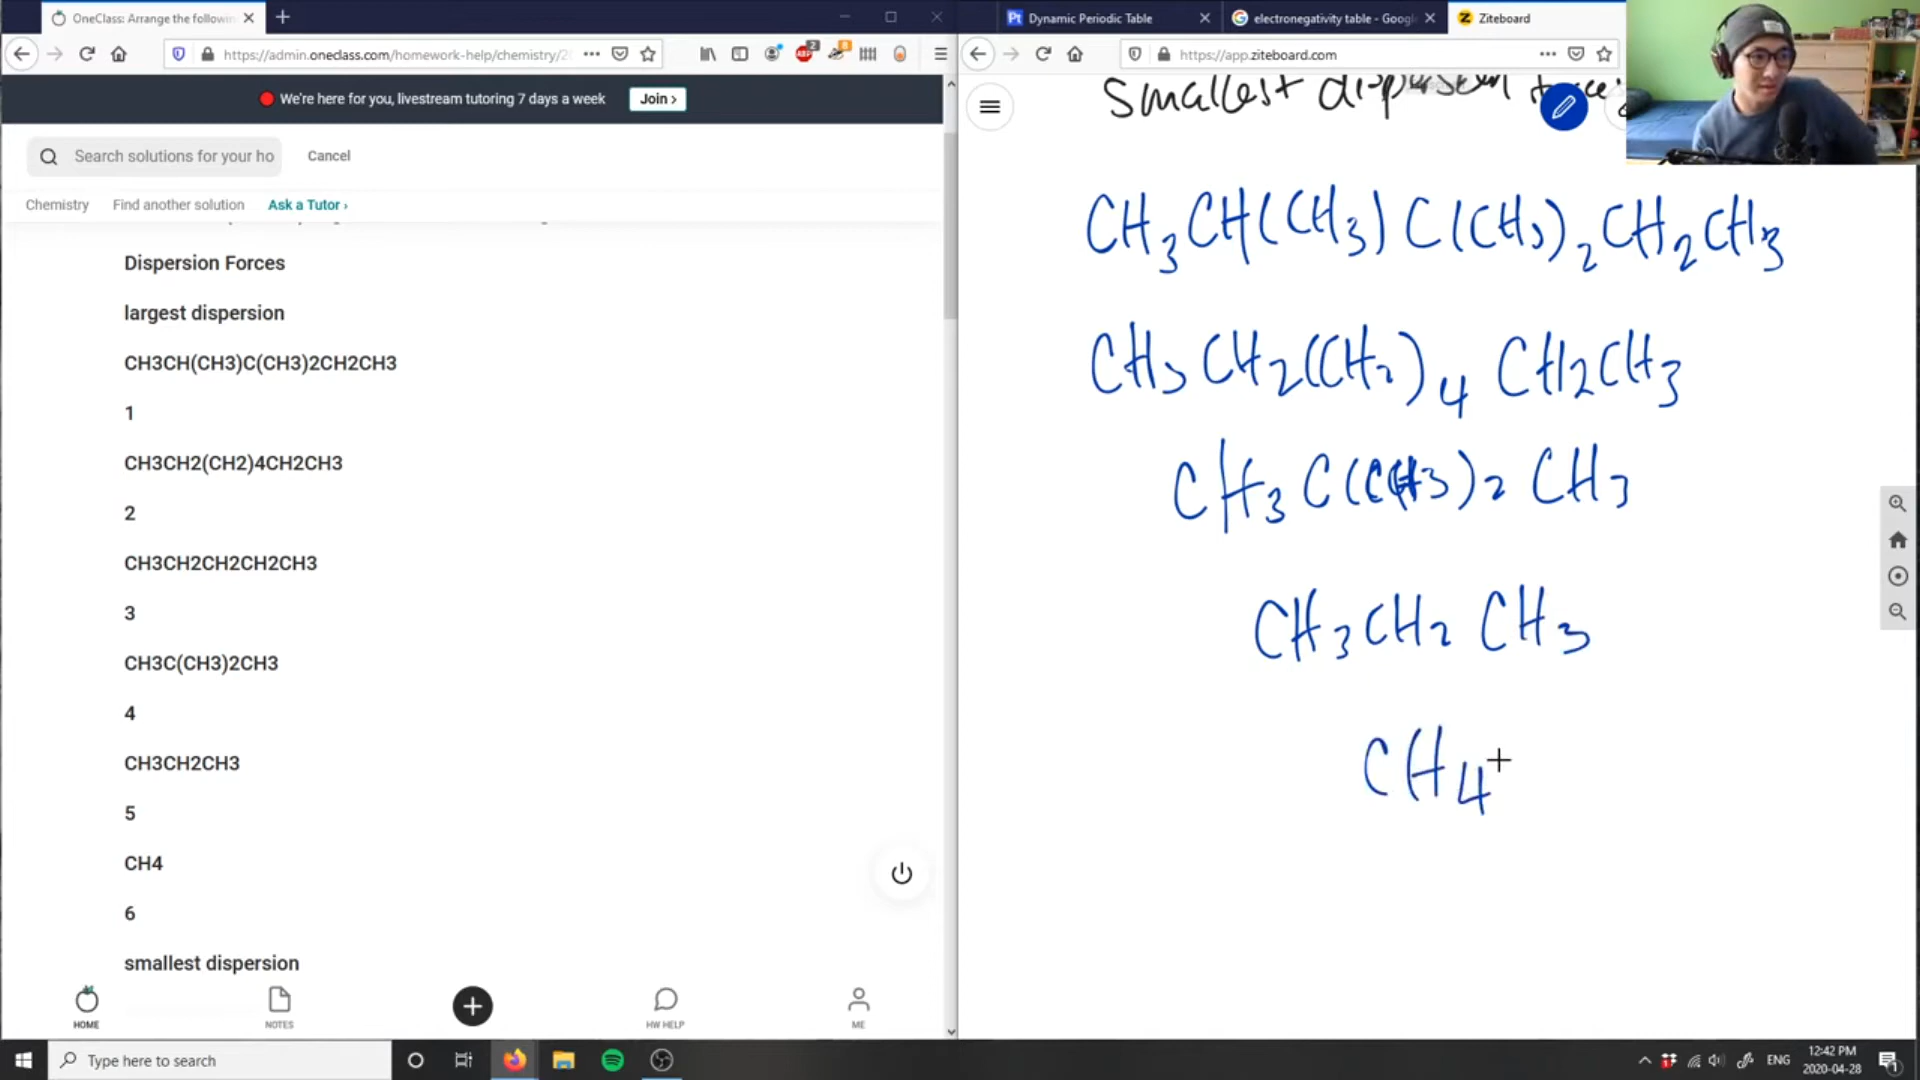 OneClass: Arrange the followin
https://admin.oneclass.com/homework-help/chemistry/2
2
8
We're here for you, livestream tutoring 7 days a week
Join ›
Search solutions for your ho
Cancel
Chemistry
Find another solution
Ask a Tutor ›
Dispersion Forces
largest dispersion
CH3CH(CH3)C(CH3)2CH2CH3
1
CH3CH2(CH2)4CH2CH3
2
CH3CH2CH2CH2CH3
3
CH3C(CH3)2CH3
4
CH3CH2CH3
5
CH4
6
smallest dispersion
HOME
NOTES
HW HELP
ME
Pt Dynamic Periodic Table
electronegativity table - Googl
Ziteboard
https://app.ziteboard.com
smallest dispersion
CH3CH(CH3)C(CH3)2CH2CH3
CH3CH2(CH2)4CH2CH3
CH3C(CH3)2CH3
CH3CH2CH3
CH4
Type here to search
ENG
12:42 PM
2020-04-28
1